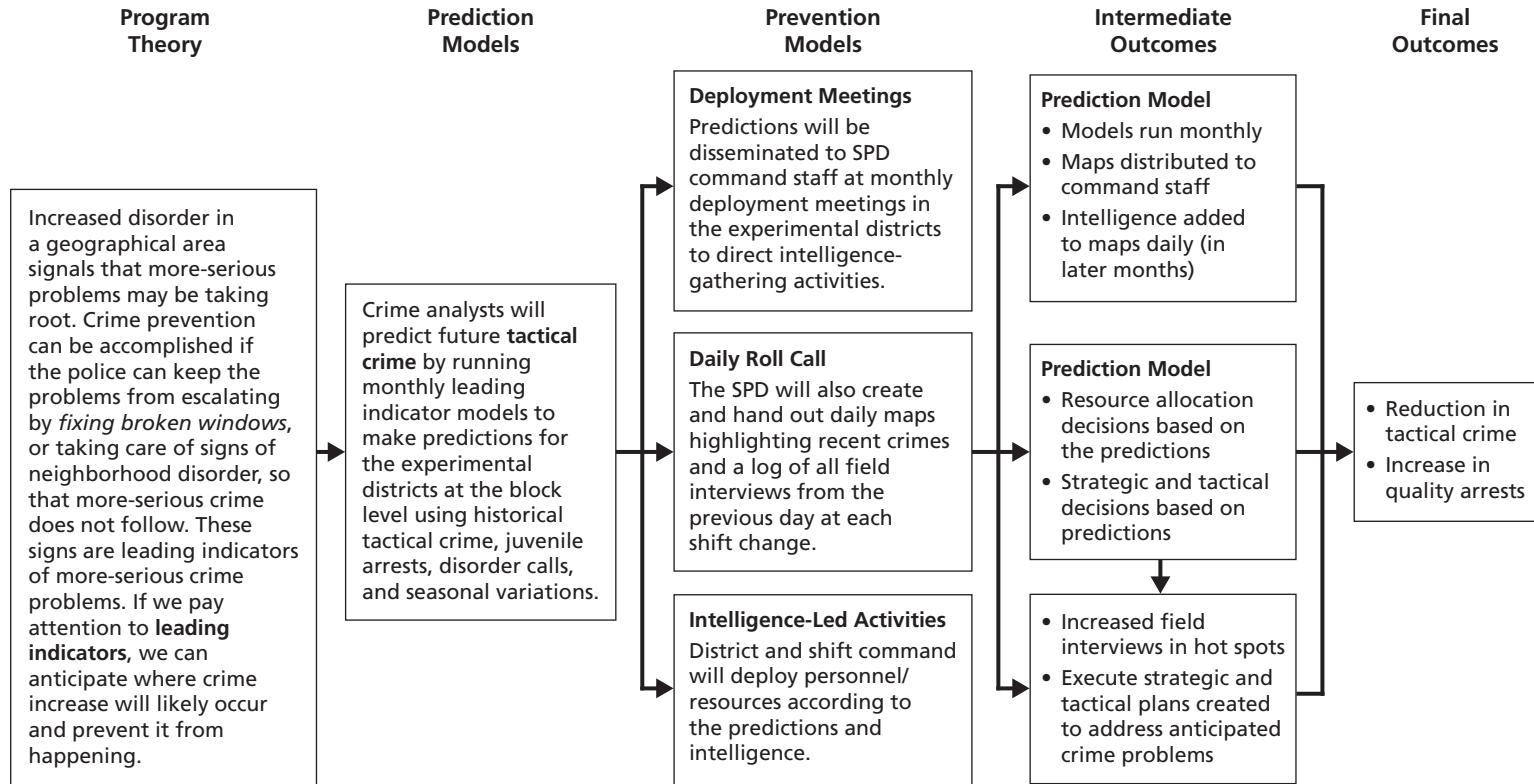 Program
Theory
Prediction
Models
Prevention
Models
Intermediate
Outcomes
Final
Outcomes
Increased disorder in
a geographical area
signals that more-serious
problems may be taking
root. Crime prevention
can be accomplished if
the police can keep the
problems from escalating
by fixing broken windows,
or taking care of signs of
neighborhood disorder, so
that more-serious crime
does not follow. These
signs are leading indicators
of more-serious crime
problems. If we pay
attention to leading
indicators, we can
anticipate where crime
increase will likely occur
and prevent it from
happening.
Crime analysts will
predict future tactical
crime by running
monthly leading
indicator models to
make predictions for
the experimental
districts at the block
level using historical
tactical crime, juvenile
arrests, disorder calls,
and seasonal variations.
Deployment Meetings
Predictions will be
disseminated to SPD
command staff at monthly
deployment meetings in
the experimental districts
to direct intelligence-
gathering activities.
Daily Roll Call
The SPD will also create
and hand out daily maps
highlighting recent crimes
and a log of all field
interviews from the
previous day at each
shift change.
Intelligence-Led Activities
District and shift command
will deploy personnel/
resources according to
the predictions and
intelligence.
Prediction Model
• Models run monthly
• Maps distributed to
command staff
• Intelligence added
to maps daily (in
later months)
Prediction Model
• Resource allocation
decisions based on
the predictions
• Strategic and tactical
decisions based on
predictions
• Increased field
interviews in hot spots
• Execute strategic and
tactical plans created
to address anticipated
crime problems
• Reduction in
tactical crime
• Increase in
quality arrests